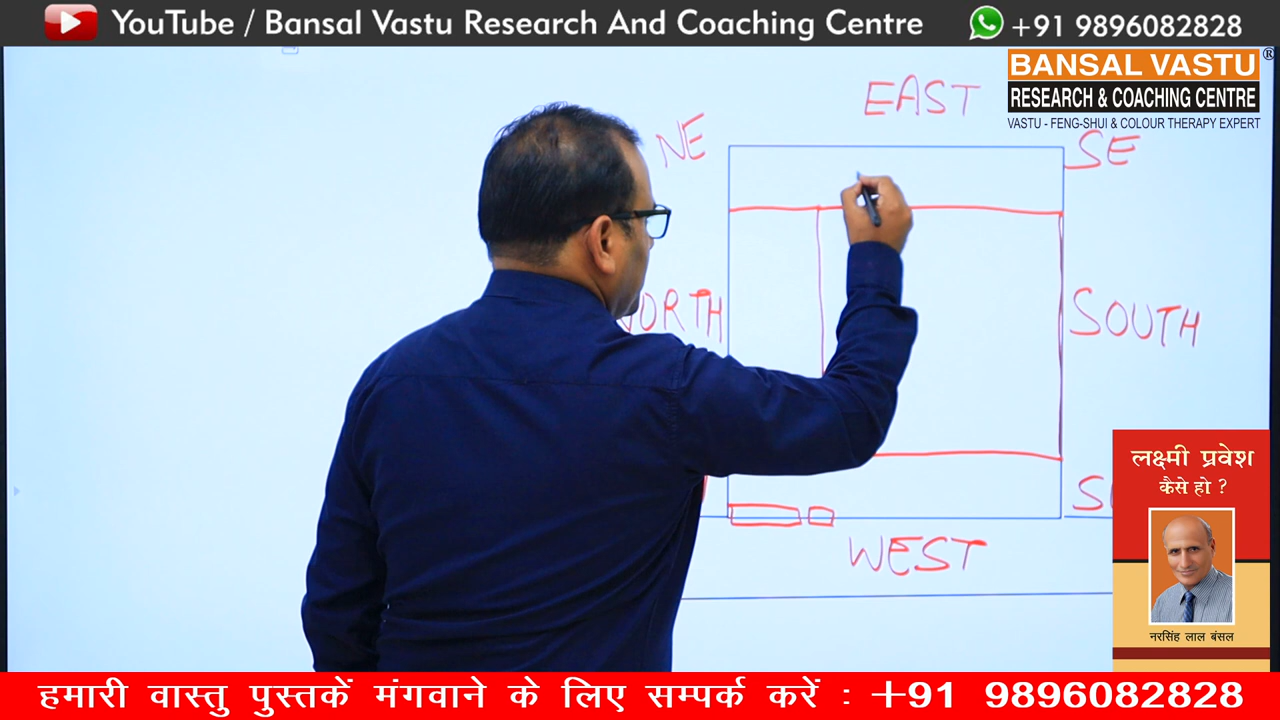 YouTube / Bansal Vastu Research And Coaching Centre
+91 9896082828
BANSAL VASTU®
RESEARCH & COACHING CENTRE
VASTU - FENG-SHUI & COLOUR THERAPY EXPERT
EAST
NE
SE
NORTH
SOUTH
WEST
लक्ष्मी प्रवेश
कैसे हो ?
नरसिंह लाल बंसल
हमारी वास्तु पुस्तकें मंगवाने के लिए सम्पर्क करें : +91 9896082828